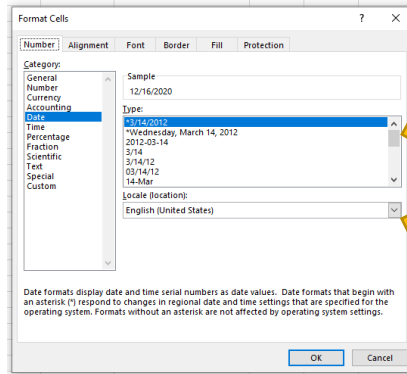 Format Cells ? ×
Number Alignment Font Border Fill Protection
Category:
General
Number
Currency
Accounting
Date
Time
Percentage
Fraction
Scientific
Text
Special
Custom
Sample
12/16/2020
Type:
*3/14/2012
*Wednesday, March 14, 2012
2012-03-14
3/14
3/14/12
03/14/12
14-Mar
Locale (location):
English (United States)
Date formats display date and time serial numbers as date values. Date formats that begin with
an asterisk (*) respond to changes in regional date and time settings that are specified for the
operating system. Formats without an asterisk are not affected by operating system settings.
OK Cancel